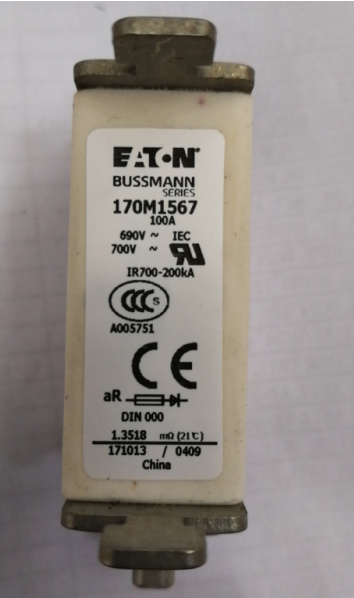 EATON
BUSSMANN
SERIES
170M1567
100A
690V ~ IEC
700V ~ RU
IR700-200kA
CCC S
A005751
CE
aR
DIN 000
1.3518 mΩ (21℃)
171013 / 0409
China